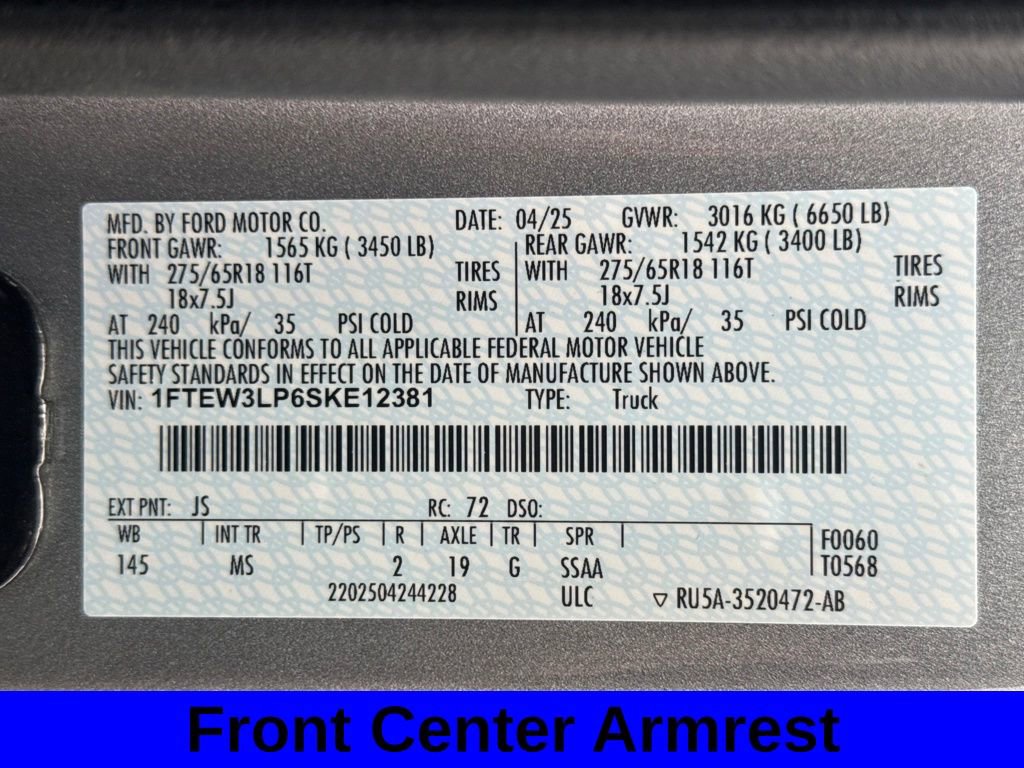 MFD. BY FORD MOTOR CO. DATE: 04/25 GVWR: 3016 KG ( 6650 LB)
FRONT GAWR: 1565 KG ( 3450 LB) REAR GAWR: 1542 KG ( 3400 LB)
WITH 275/65R18 116T TIRES WITH 275/65R18 116T TIRES
18x7.5J RIMS 18x7.5J RIMS
AT 240 kPa/ 35 PSI COLD AT 240 kPa/ 35 PSI COLD
THIS VEHICLE CONFORMS TO ALL APPLICABLE FEDERAL MOTOR VEHICLE
SAFETY STANDARDS IN EFFECT ON THE DATE OF MANUFACTURE SHOWN ABOVE.
VIN: 1FTEW3LP6SKE12381 TYPE: Truck
EXT PNT: JS RC: 72 DSO:
WB INT TR TP/PS R AXLE TR SPR F0060
145 MS 2 19 G SSAA T0568
2202504244228 ULC ▽ RU5A-3520472-AB
Front Center Armrest